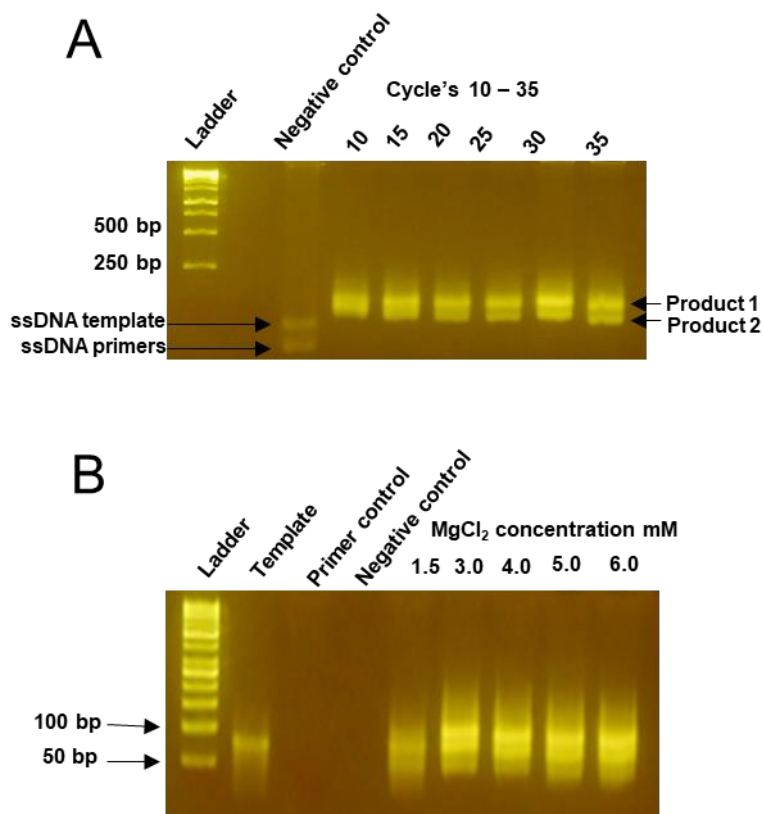 A
Ladder
Negative control
Cycle's 10 – 35
10 15 20 25 30 35
500 bp
250 bp
ssDNA template
ssDNA primers
Product 1
Product 2
B
Ladder
Template
Primer control
Negative control
MgCl₂ concentration mM
1.5 3.0 4.0 5.0 6.0
100 bp
50 bp